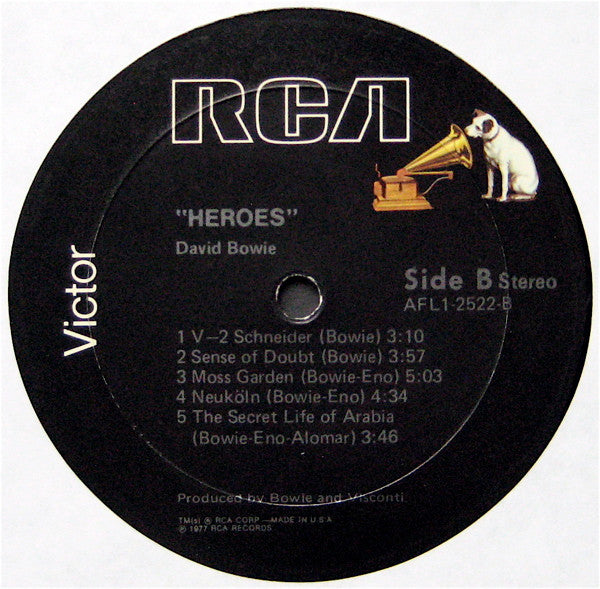 RCA
"HEROES"
David Bowie
Victor
Side B Stereo
AFL1-2522-B
1 V—2 Schneider (Bowie) 3:10
2 Sense of Doubt (Bowie) 3:57
3 Moss Garden (Bowie-Eno) 5:03
4 Neuköln (Bowie-Eno) 4:34
5 The Secret Life of Arabia
(Bowie-Eno-Alomar) 3:46
Produced by Bowie and Visconti
TM(s) ® RCA CORP.—MADE IN U.S.A
℗ 1977 RCA RECORDS